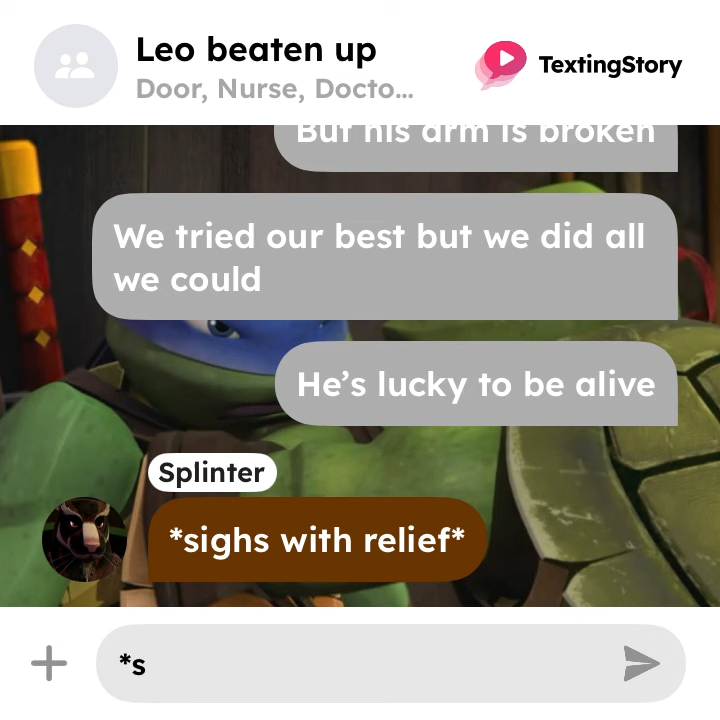 Leo beaten up
Door, Nurse, Docto...
TextingStory
But his arm is broken
We tried our best but we did all
we could
He’s lucky to be alive
Splinter
*sighs with relief*
*s